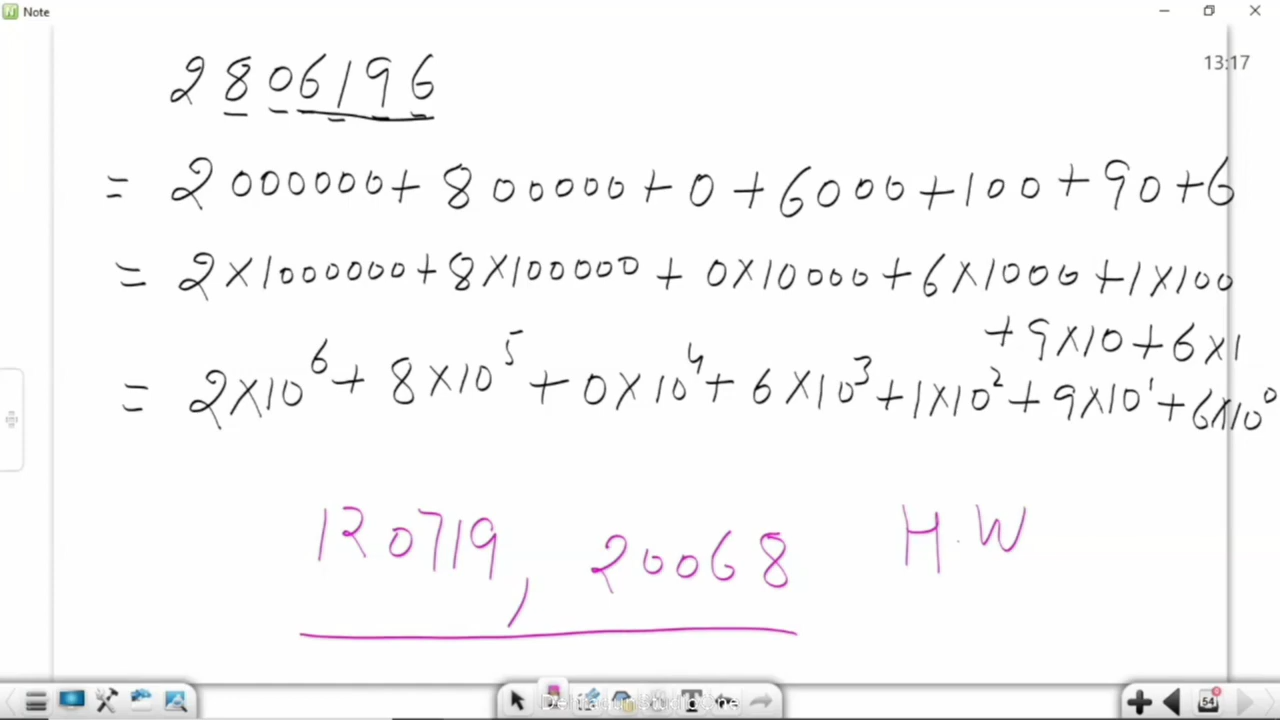 Note
13:17
2806196
= 2000000+ 800000 + 0 + 6000 + 100 + 90 + 6
= 2×1000000 + 8×100000 + 0×10000 + 6×1000 + 1×100
+ 9×10 + 6×1
= 2×10⁶ + 8×10⁵ + 0×10⁴ + 6×10³ + 1×10² + 9×10¹ + 6×10⁰
120719, 20068 H.W
54